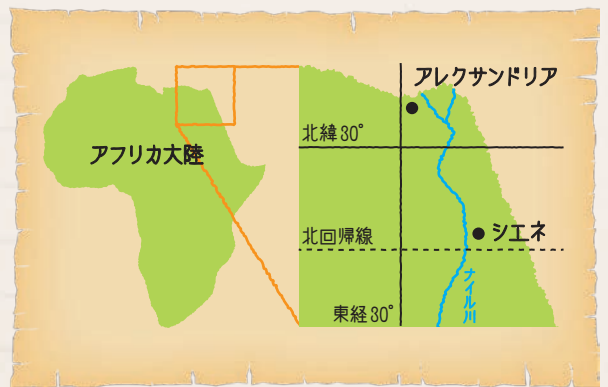 アフリカ大陸
アレクサンドリア
北緯30°
シエネ
北回帰線
ナイル川
東経30°